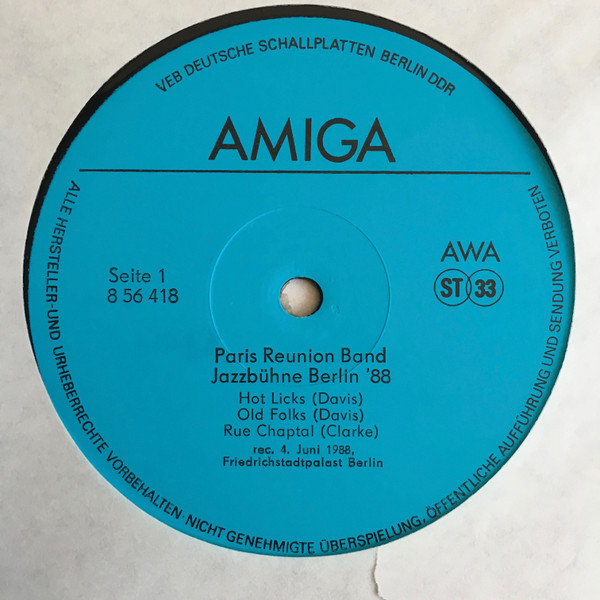 VEB DEUTSCHE SCHALLPLATTEN BERLIN DDR
AMIGA
Seite 1
8 56 418
AWA
ST 33
Paris Reunion Band
Jazzbühne Berlin '88
Hot Licks (Davis)
Old Folks (Davis)
Rue Chaptal (Clarke)
rec. 4. Juni 1988,
Friedrichstadtpalast Berlin
ALLE HERSTELLER-UND URHEBERRECHTE VORBEHALTEN·NICHT GENEHMIGTE ÜBERSPIELUNG, ÖFFENTLICHE AUFFÜHRUNG UND SENDUNG VERBOTEN